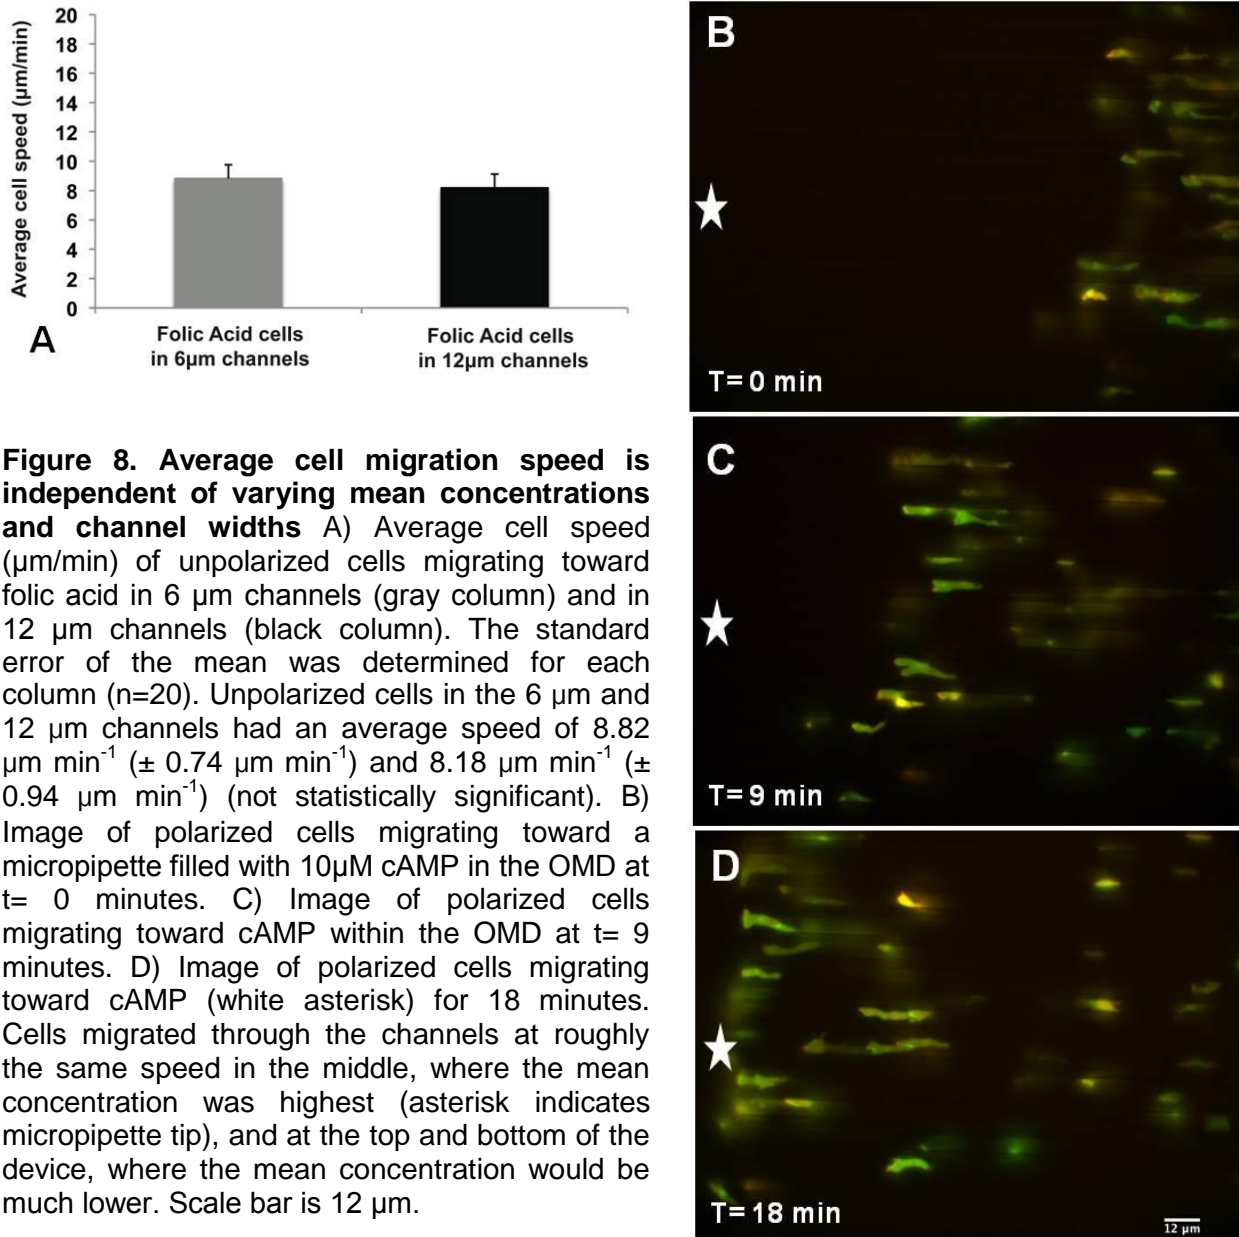 20
18
16
14
12
10
8
6
4
2
0
Average cell speed (µm/min)
Folic Acid cells
in 6µm channels
Folic Acid cells
in 12µm channels
A
Figure 8. Average cell migration speed is
independent of varying mean concentrations
and channel widths A) Average cell speed
(µm/min) of unpolarized cells migrating toward
folic acid in 6 µm channels (gray column) and in
12 µm channels (black column). The standard
error of the mean was determined for each
column (n=20). Unpolarized cells in the 6 µm and
12 µm channels had an average speed of 8.82
µm min⁻¹ (± 0.74 µm min⁻¹) and 8.18 µm min⁻¹ (±
0.94 µm min⁻¹) (not statistically significant). B)
Image of polarized cells migrating toward a
micropipette filled with 10µM cAMP in the OMD at
t= 0 minutes. C) Image of polarized cells
migrating toward cAMP within the OMD at t= 9
minutes. D) Image of polarized cells migrating
toward cAMP (white asterisk) for 18 minutes.
Cells migrated through the channels at roughly
the same speed in the middle, where the mean
concentration was highest (asterisk indicates
micropipette tip), and at the top and bottom of the
device, where the mean concentration would be
much lower. Scale bar is 12 µm.
B
T= 0 min
C
T= 9 min
D
T= 18 min
12 µm